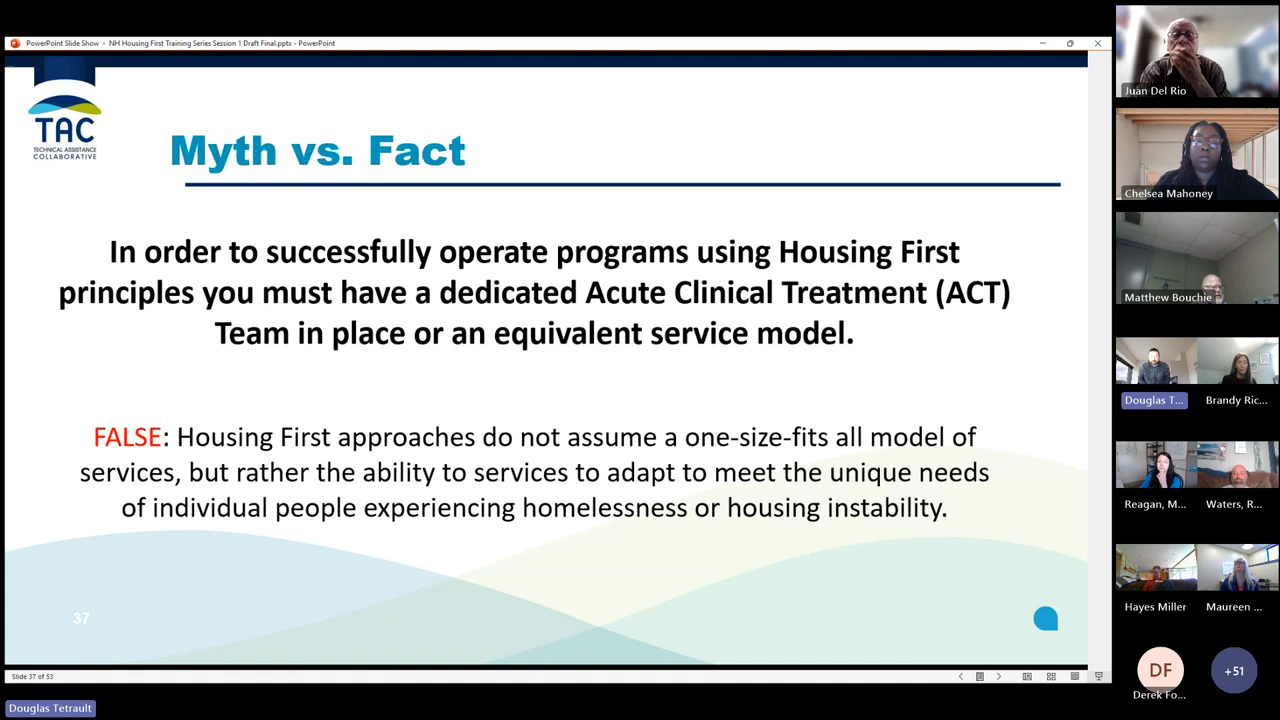 PowerPoint Slide Show - NH Housing First Training Series Session 1 Draft Final.pptx - PowerPoint
TAC
TECHNICAL ASSISTANCE
COLLABORATIVE
Myth vs. Fact
In order to successfully operate programs using Housing First
principles you must have a dedicated Acute Clinical Treatment (ACT)
Team in place or an equivalent service model.
FALSE: Housing First approaches do not assume a one-size-fits all model of
services, but rather the ability to services to adapt to meet the unique needs
of individual people experiencing homelessness or housing instability.
37
Slide 37 of 53
Douglas Tetrault
Juan Del Rio
Chelsea Mahoney
Matthew Bouchie
Douglas T...
Brandy Ric...
Reagan, M...
Waters, R...
Hayes Miller
Maureen ...
DF
Derek Fo...
+51